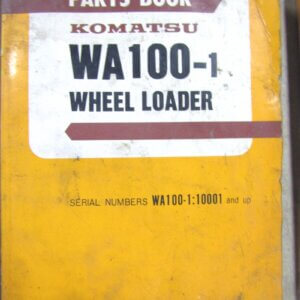 PARTS BOOK
KOMATSU
WA100-1
WHEEL LOADER
SERIAL NUMBERS WA100-1:10001 and up